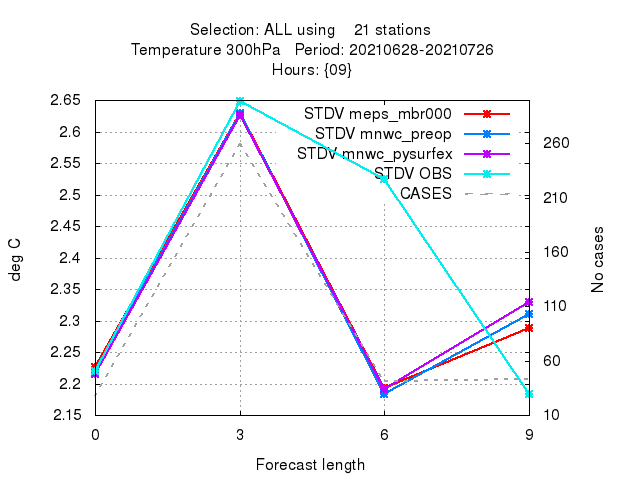 Selection: ALL using    21 stations
Temperature 300hPa   Period: 20210628-20210726
Hours: {09}
STDV meps_mbr000
STDV mnwc_preop
STDV mnwc_pysurfex
STDV OBS
CASES
2.65
2.6
2.55
2.5
2.45
2.4
2.35
2.3
2.25
2.2
2.15
260
210
160
110
60
10
deg C
No cases
0 3 6 9
Forecast length